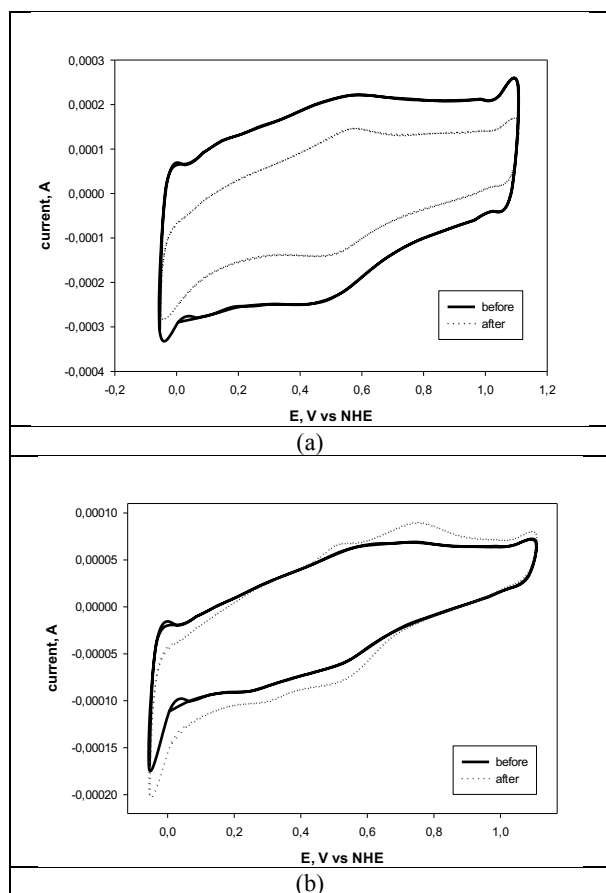 0,0003
0,0002
0,0001
0,0000
-0,0001
-0,0002
-0,0003
-0,0004
current, A
before
after
-0,2 0,0 0,2 0,4 0,6 0,8 1,0 1,2
E, V vs NHE
(a)
0,00010
0,00005
0,00000
-0,00005
-0,00010
-0,00015
-0,00020
current, A
before
after
0,0 0,2 0,4 0,6 0,8 1,0
E, V vs NHE
(b)